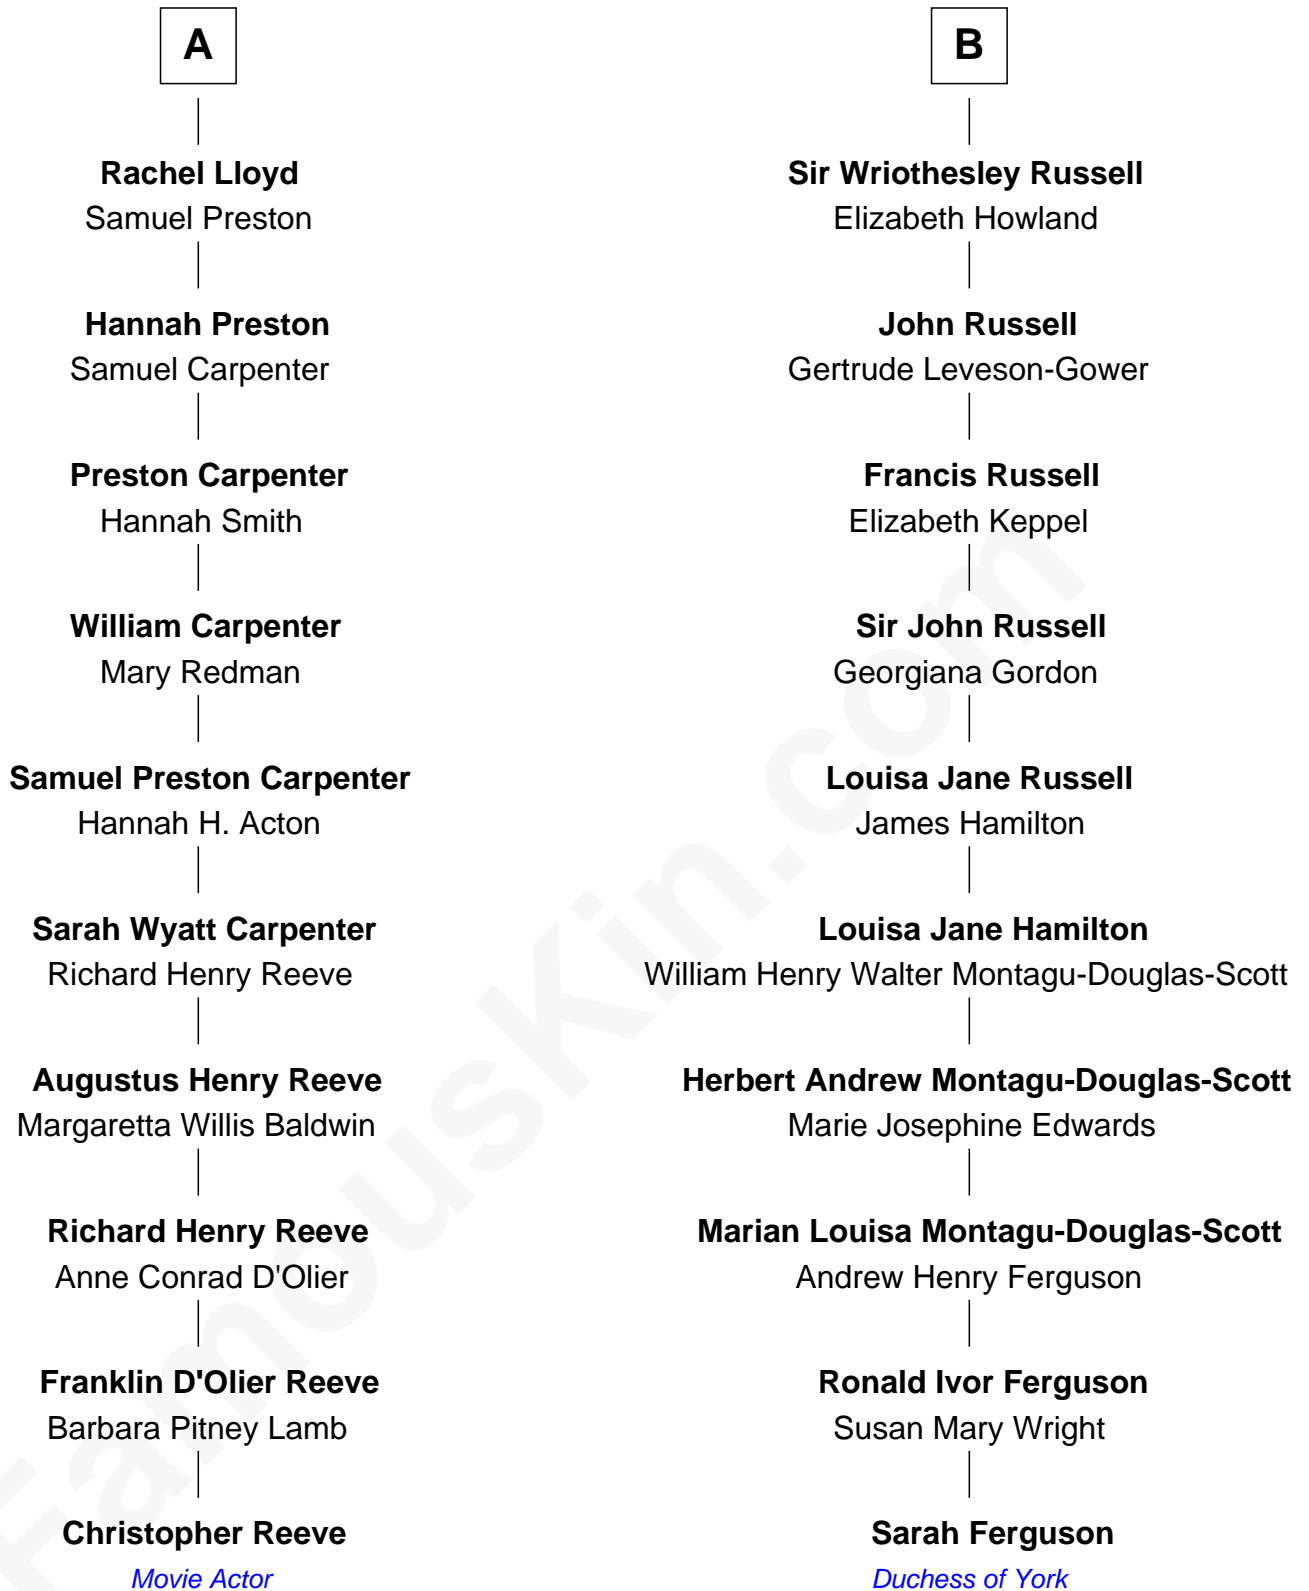 A
Rachel Lloyd
Samuel Preston
Hannah Preston
Samuel Carpenter
Preston Carpenter
Hannah Smith
William Carpenter
Mary Redman
Samuel Preston Carpenter
Hannah H. Acton
Sarah Wyatt Carpenter
Richard Henry Reeve
Augustus Henry Reeve
Margaretta Willis Baldwin
Richard Henry Reeve
Anne Conrad D'Olier
Franklin D'Olier Reeve
Barbara Pitney Lamb
Christopher Reeve
Movie Actor
B
Sir Wriothesley Russell
Elizabeth Howland
John Russell
Gertrude Leveson-Gower
Francis Russell
Elizabeth Keppel
Sir John Russell
Georgiana Gordon
Louisa Jane Russell
James Hamilton
Louisa Jane Hamilton
William Henry Walter Montagu-Douglas-Scott
Herbert Andrew Montagu-Douglas-Scott
Marie Josephine Edwards
Marian Louisa Montagu-Douglas-Scott
Andrew Henry Ferguson
Ronald Ivor Ferguson
Susan Mary Wright
Sarah Ferguson
Duchess of York
FamousKin.com